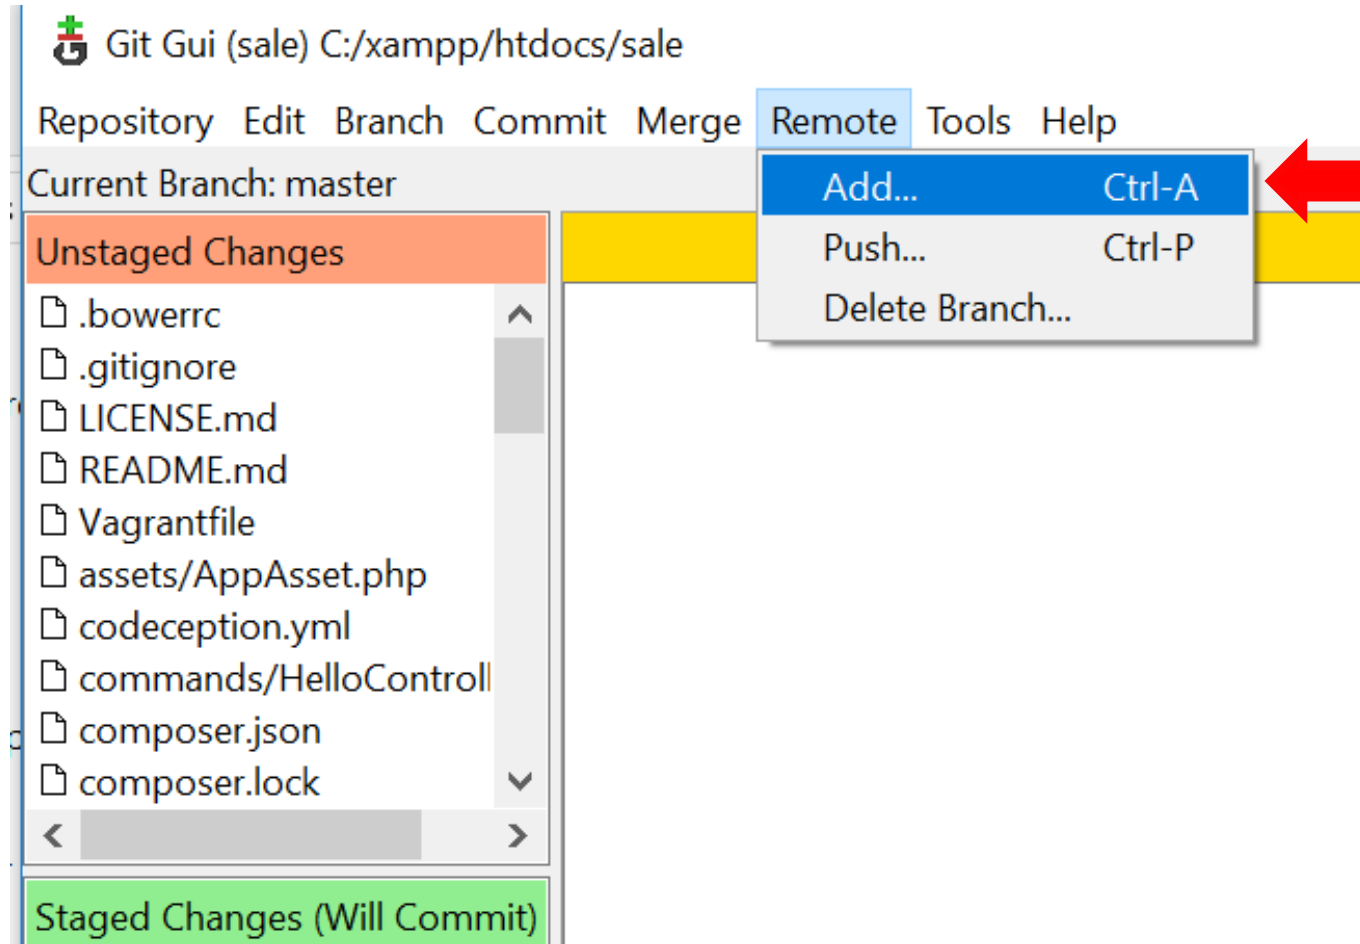 Git Gui (sale) C:/xampp/htdocs/sale
Repository Edit Branch Commit Merge Remote Tools Help
Current Branch: master
Add... Ctrl-A
Push... Ctrl-P
Delete Branch...
Unstaged Changes
.bowerrc
.gitignore
LICENSE.md
README.md
Vagrantfile
assets/AppAsset.php
codeception.yml
commands/HelloControll
composer.json
composer.lock
Staged Changes (Will Commit)